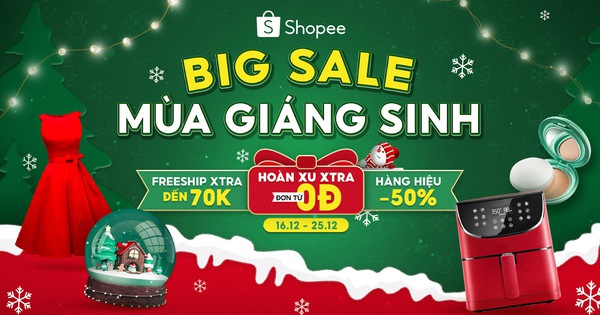 Shopee
BIG SALE
MÙA GIÁNG SINH
FREESHIP XTRA
ĐẾN 70K
HOÀN XU XTRA
ĐƠN TỪ 0Đ
HÀNG HIỆU
-50%
16.12 - 25.12